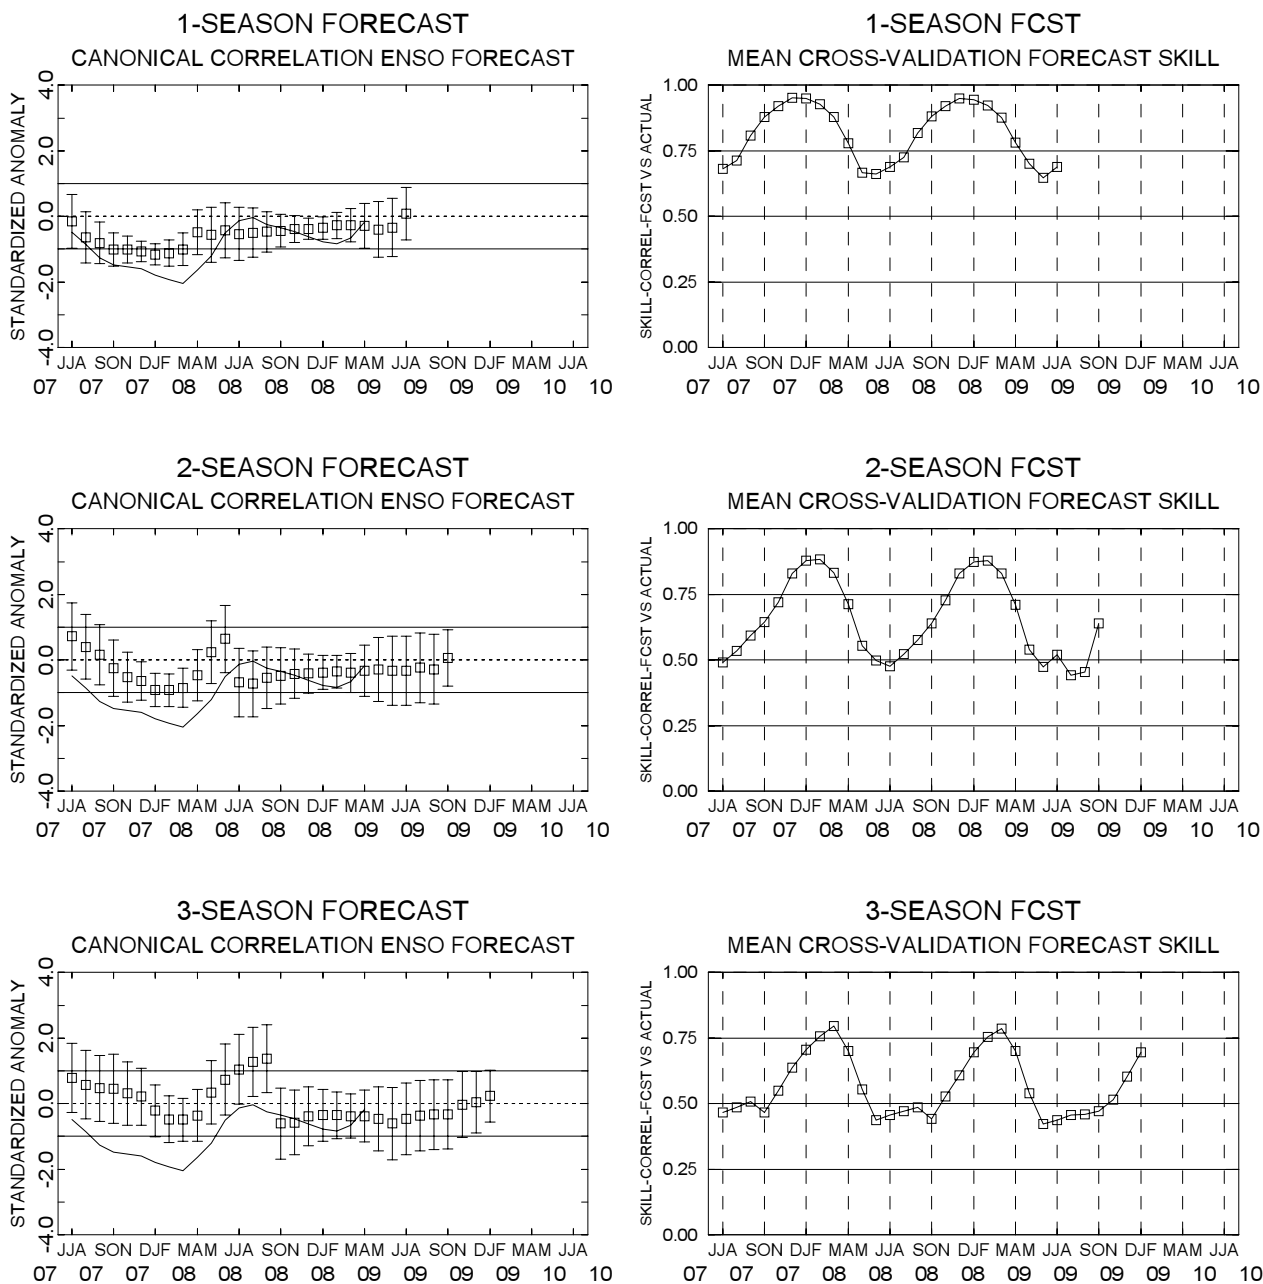 1-SEASON FORECAST
CANONICAL CORRELATION ENSO FORECAST
STANDARDIZED ANOMALY
4.0
2.0
0.0
-2.0
-4.0
JJA SON DJF MAM JJA SON DJF MAM JJA SON DJF MAM JJA
07 07 08 08 08 08 09 09 09 09 10 10 10
1-SEASON FCST
MEAN CROSS-VALIDATION FORECAST SKILL
SKILL-CORREL-FCST VS ACTUAL
1.00
0.75
0.50
0.25
0.00
JJA SON DJF MAM JJA SON DJF MAM JJA SON DJF MAM JJA
07 07 08 08 08 08 09 09 09 09 10 10 10
2-SEASON FORECAST
CANONICAL CORRELATION ENSO FORECAST
STANDARDIZED ANOMALY
4.0
2.0
0.0
-2.0
-4.0
JJA SON DJF MAM JJA SON DJF MAM JJA SON DJF MAM JJA
07 07 08 08 08 08 09 09 09 09 10 10 10
2-SEASON FCST
MEAN CROSS-VALIDATION FORECAST SKILL
SKILL-CORREL-FCST VS ACTUAL
1.00
0.75
0.50
0.25
0.00
JJA SON DJF MAM JJA SON DJF MAM JJA SON DJF MAM JJA
07 07 08 08 08 08 09 09 09 09 10 10 10
3-SEASON FORECAST
CANONICAL CORRELATION ENSO FORECAST
STANDARDIZED ANOMALY
4.0
2.0
0.0
-2.0
-4.0
JJA SON DJF MAM JJA SON DJF MAM JJA SON DJF MAM JJA
07 07 08 08 08 08 09 09 09 09 10 10 10
3-SEASON FCST
MEAN CROSS-VALIDATION FORECAST SKILL
SKILL-CORREL-FCST VS ACTUAL
1.00
0.75
0.50
0.25
0.00
JJA SON DJF MAM JJA SON DJF MAM JJA SON DJF MAM JJA
07 07 08 08 08 08 09 09 09 09 10 10 10